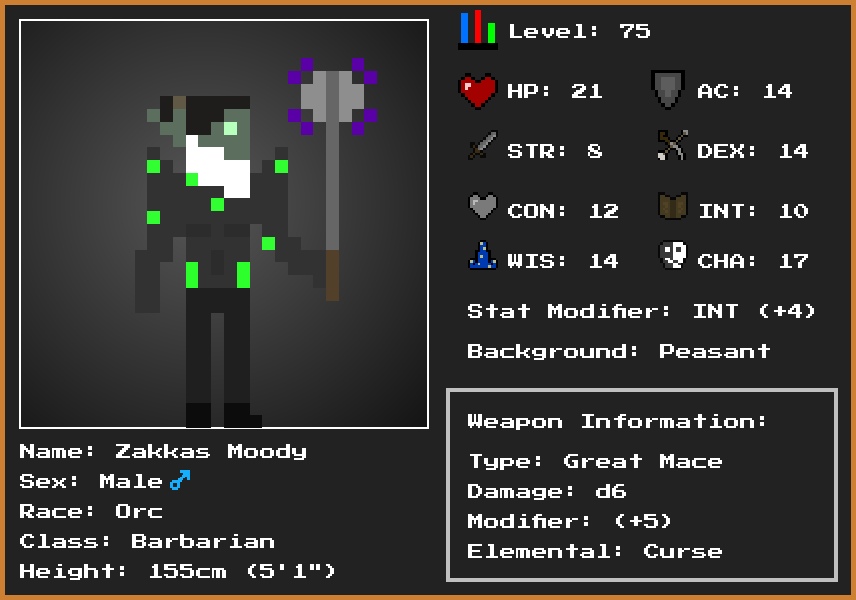 Level: 75
HP: 21
AC: 14
STR: 8
DEX: 14
CON: 12
INT: 10
WIS: 14
CHA: 17
Stat Modifier: INT (+4)
Background: Peasant
Name: Zakkas Moody
Sex: Male ♂
Race: Orc
Class: Barbarian
Height: 155cm (5'1")
Weapon Information:
Type: Great Mace
Damage: d6
Modifier: (+5)
Elemental: Curse